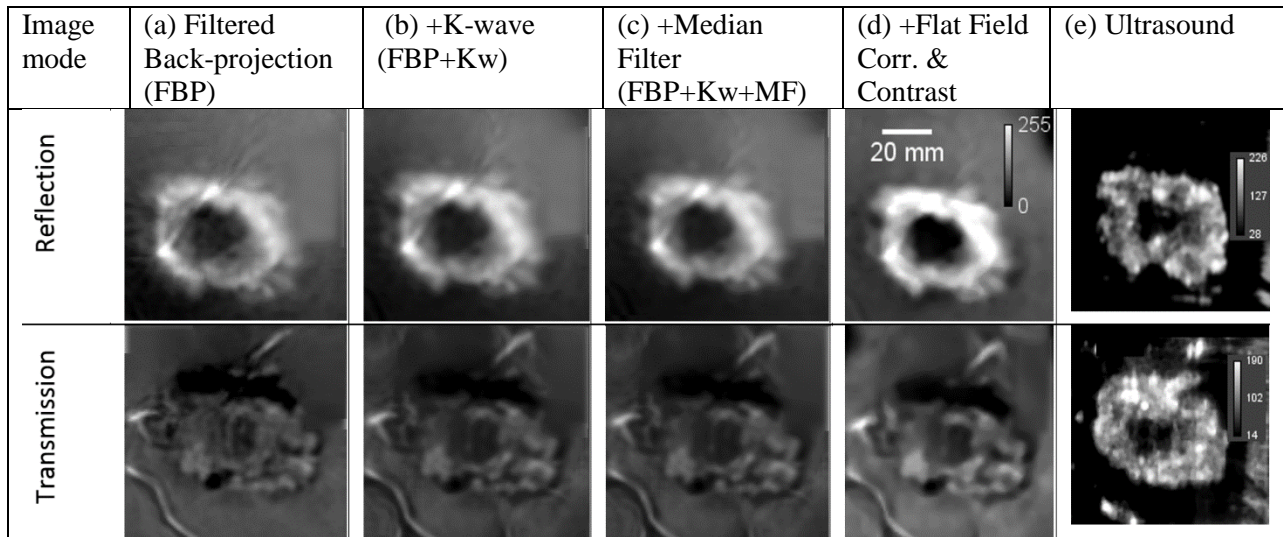 Image
mode
(a) Filtered
Back-projection
(FBP)
(b) +K-wave
(FBP+Kw)
(c) +Median
Filter
(FBP+Kw+MF)
(d) +Flat Field
Corr. &
Contrast
(e) Ultrasound
Reflection
20 mm
255
0
226
127
28
Transmission
190
102
14